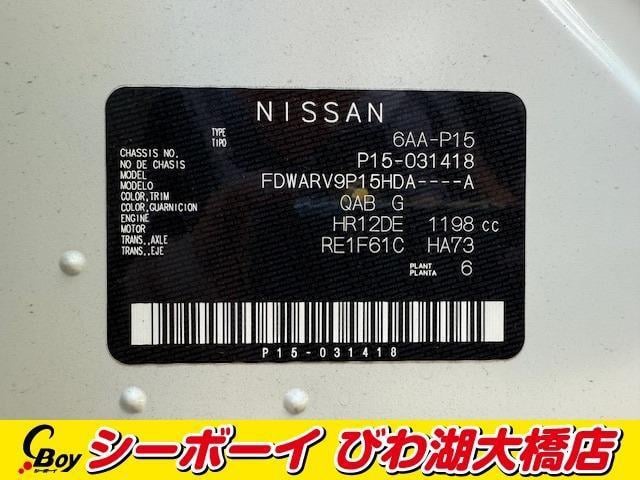 NISSAN
TYPE
TIPO 6AA-P15
CHASSIS NO.
NO DE CHASSIS P15-031418
MODEL
MODELO FDWARV9P15HDA----A
COLOR,TRIM
COLOR,GUARNICION QAB G
ENGINE
MOTOR HR12DE 1198 cc
TRANS.,AXLE
TRANS.,EJE RE1F61C HA73
PLANT
PLANTA 6
P15-031418
C Boy シーボーイ
シーボーイ びわ湖大橋店